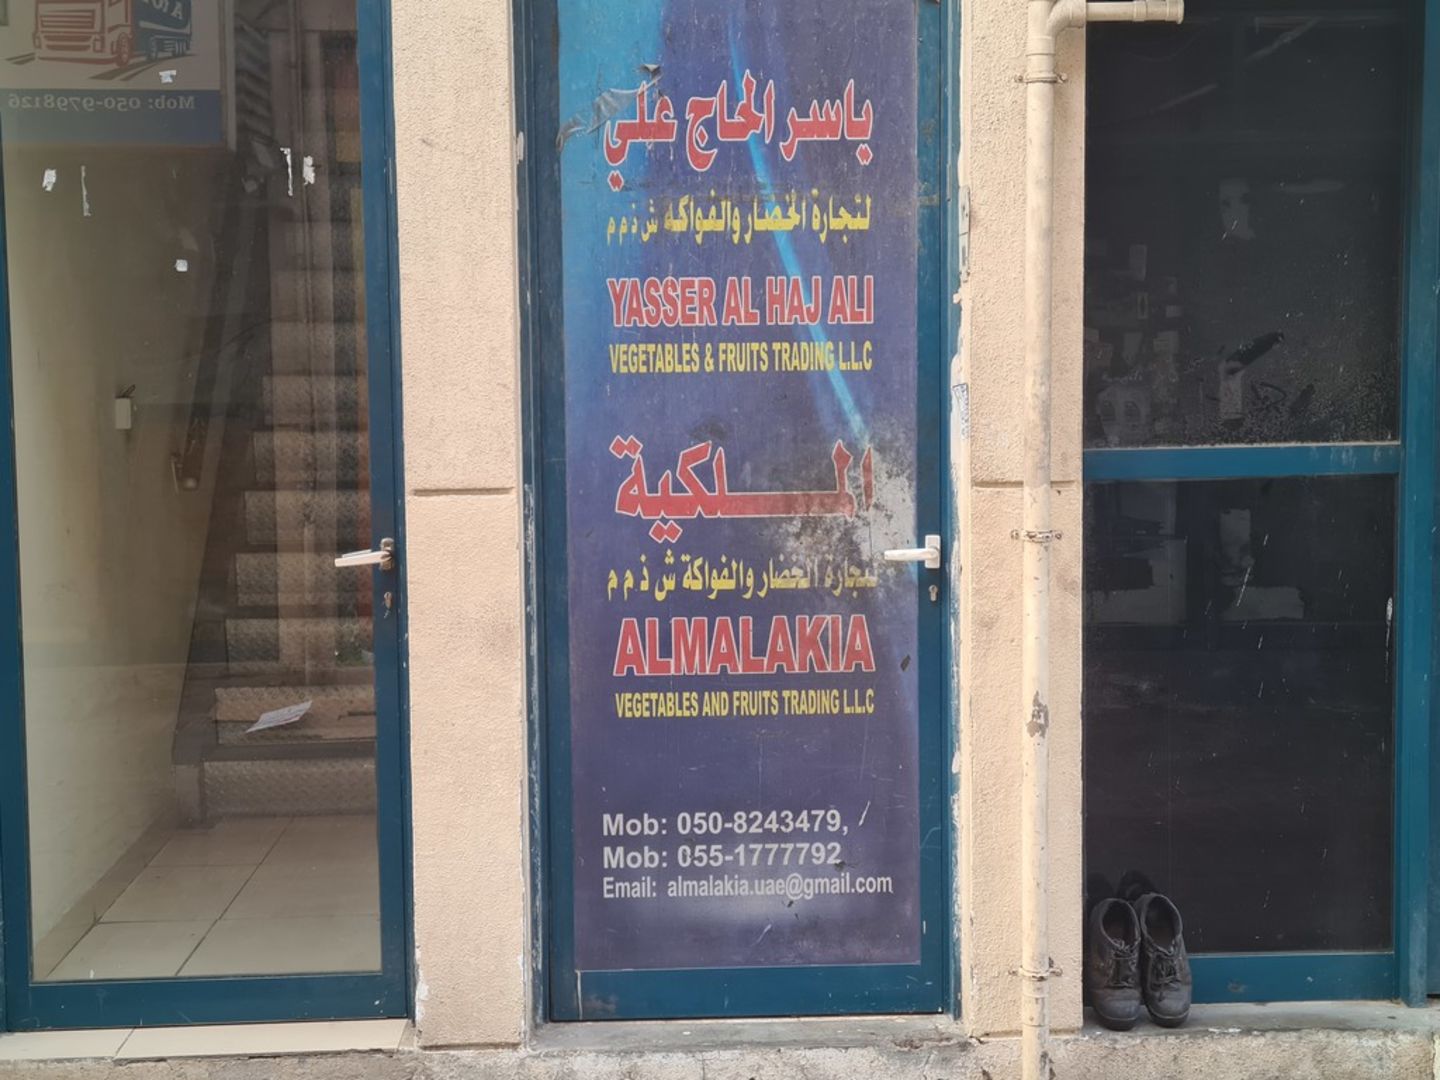 Mob: 050-9798126
ياسر الحاج علي
لتجارة الخضار والفواكه ش ذ م م
YASSER AL HAJ ALI
VEGETABLES & FRUITS TRADING L.L.C
الملكية
لتجارة الخضار والفواكة ش ذ م م
ALMALAKIA
VEGETABLES AND FRUITS TRADING L.L.C
Mob: 050-8243479,
Mob: 055-1777792
Email: almalakia.uae@gmail.com